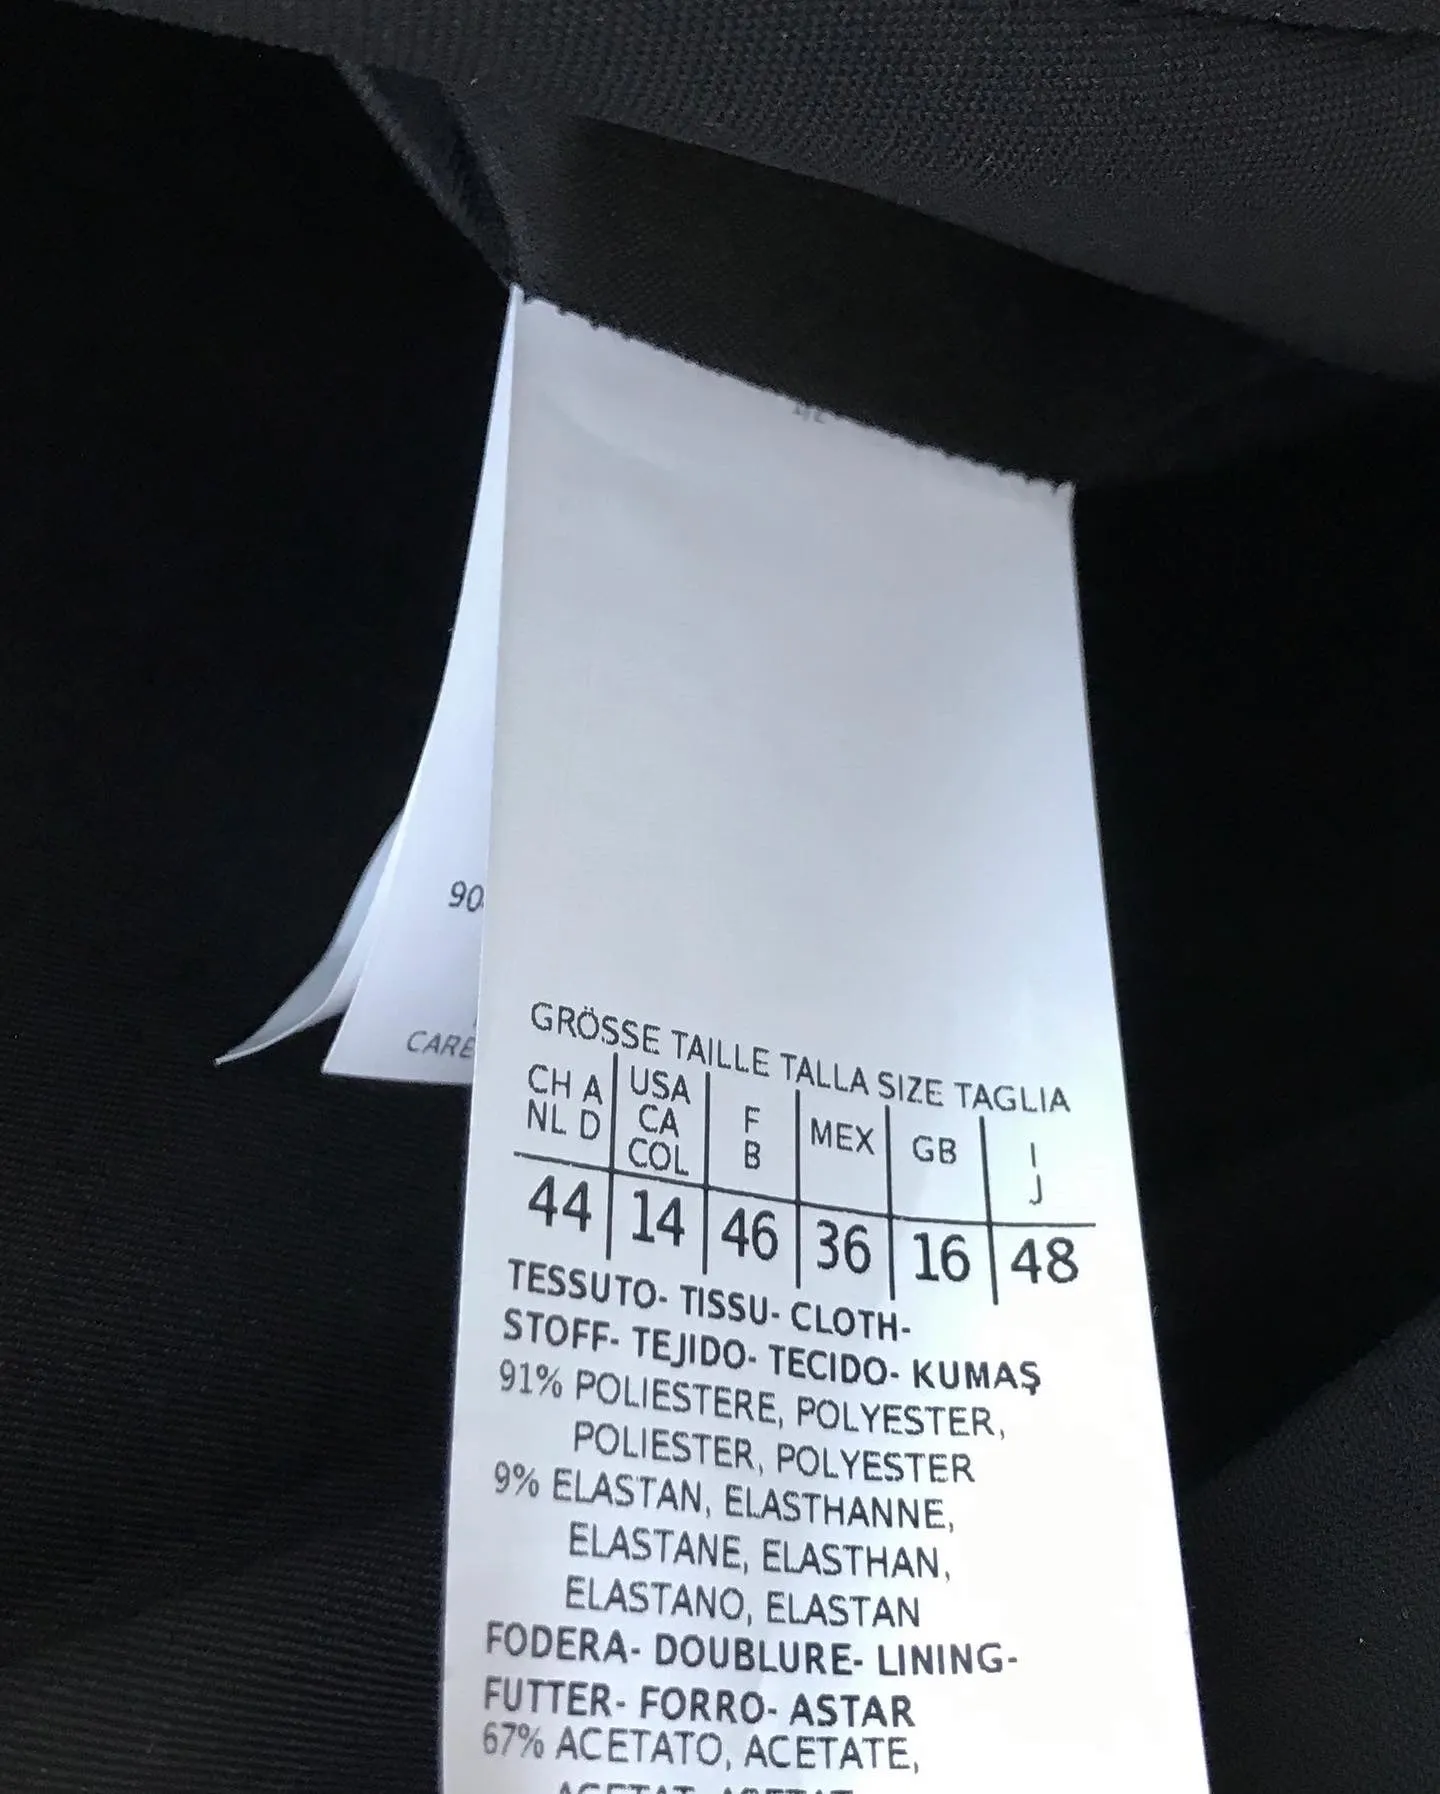 90
CARE
GRÖSSE TAILLE TALLA SIZE TAGLIA
CH A NL D | USA CA COL | F B | MEX | GB | I J
44 | 14 | 46 | 36 | 16 | 48
TESSUTO- TISSU- CLOTH-
STOFF- TEJIDO- TECIDO- KUMAŞ
91% POLIESTERE, POLYESTER,
POLIESTER, POLYESTER
9% ELASTAN, ELASTHANNE,
ELASTANE, ELASTHAN,
ELASTANO, ELASTAN
FODERA- DOUBLURE- LINING-
FUTTER- FORRO- ASTAR
67% ACETATO, ACETATE,